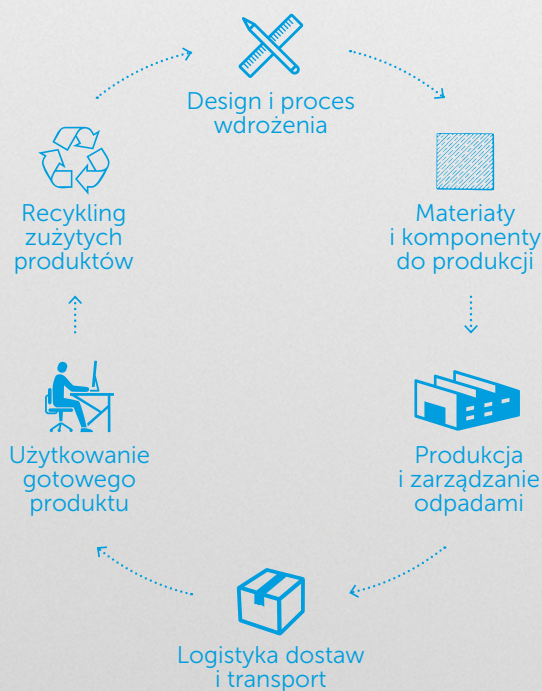 Design i proces
wdrożenia
Materiały
i komponenty
do produkcji
Produkcja
i zarządzanie
odpadami
Logistyka dostaw
i transport
Użytkowanie
gotowego
produktu
Recykling
zużytych
produktów